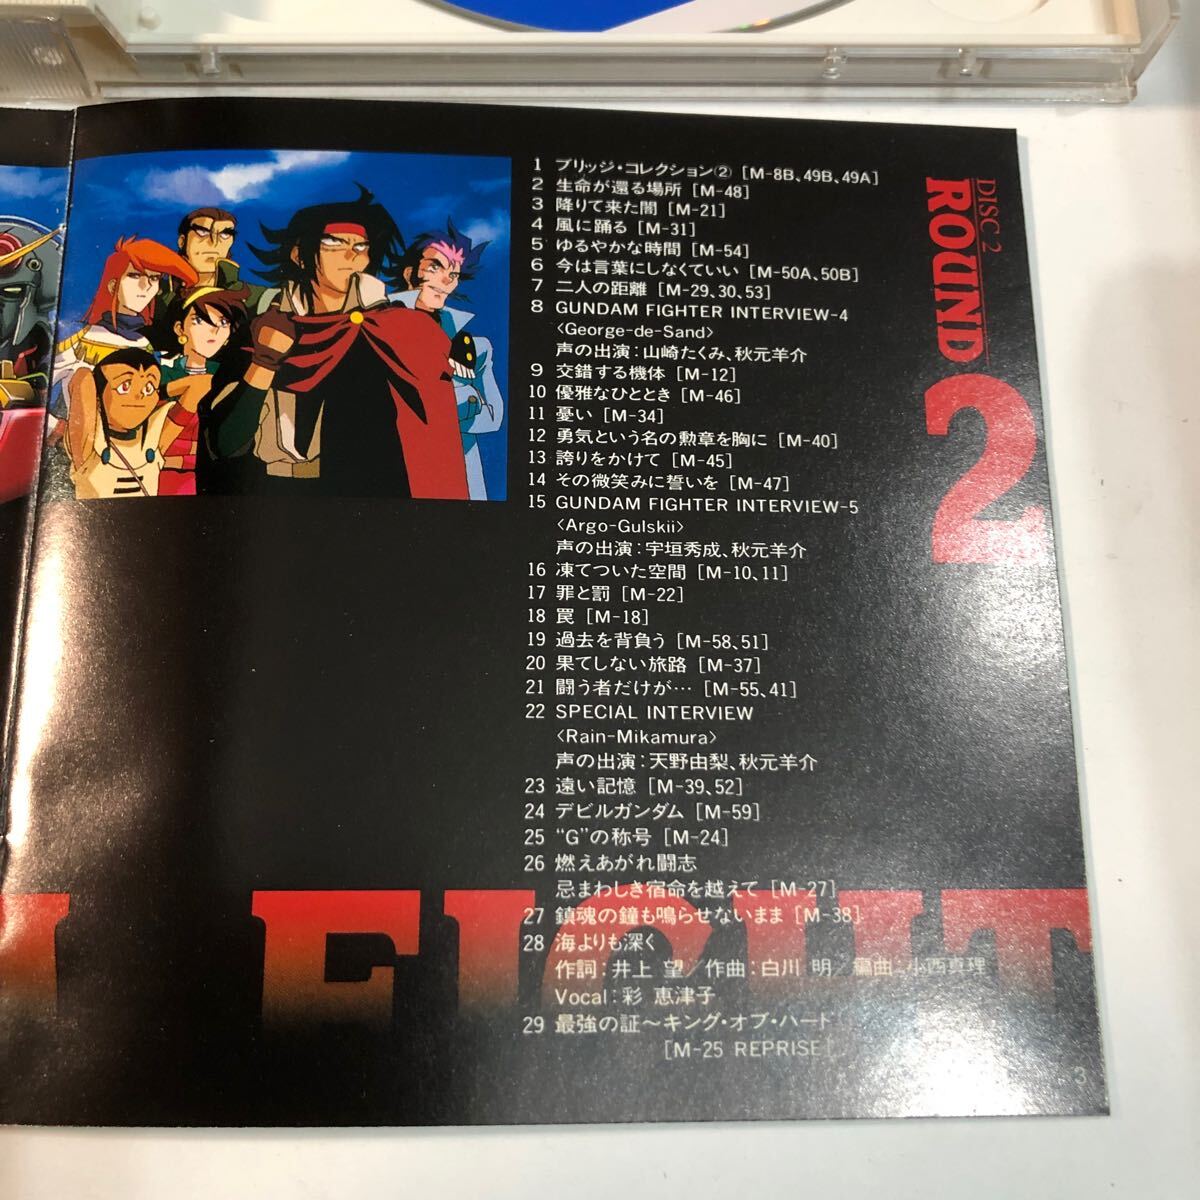 DISC 2
ROUND 2
1 ブリッジ・コレクション② [M-8B、49B、49A]
2 生命が還る場所 [M-48]
3 降りて来た闇 [M-21]
4 風に踊る [M-31]
5 ゆるやかな時間 [M-54]
6 今は言葉にしなくていい [M-50A、50B]
7 二人の距離 [M-29、30、53]
8 GUNDAM FIGHTER INTERVIEW-4
<George-de-Sand>
声の出演：山崎たくみ、秋元羊介
9 交錯する機体 [M-12]
10 優雅なひととき [M-46]
11 憂い [M-34]
12 勇気という名の勲章を胸に [M-40]
13 誇りをかけて [M-45]
14 その微笑みに誓いを [M-47]
15 GUNDAM FIGHTER INTERVIEW-5
<Argo-Gulskii>
声の出演：宇垣秀成、秋元羊介
16 凍てついた空間 [M-10、11]
17 罪と罰 [M-22]
18 罠 [M-18]
19 過去を背負う [M-58、51]
20 果てしない旅路 [M-37]
21 闘う者だけが… [M-55、41]
22 SPECIAL INTERVIEW
<Rain-Mikamura>
声の出演：天野由梨、秋元羊介
23 遠い記憶 [M-39、52]
24 デビルガンダム [M-59]
25 “G”の称号 [M-24]
26 燃えあがれ闘志
忌まわしき宿命を越えて [M-27]
27 鎮魂の鐘も鳴らせないまま [M-38]
28 海よりも深く
作詞：井上 望／作曲：白川 明／編曲：小西真理
Vocal：彩 恵津子
29 最強の証～キング・オブ・ハート
[M-25 REPRISE]
FIGHT
3